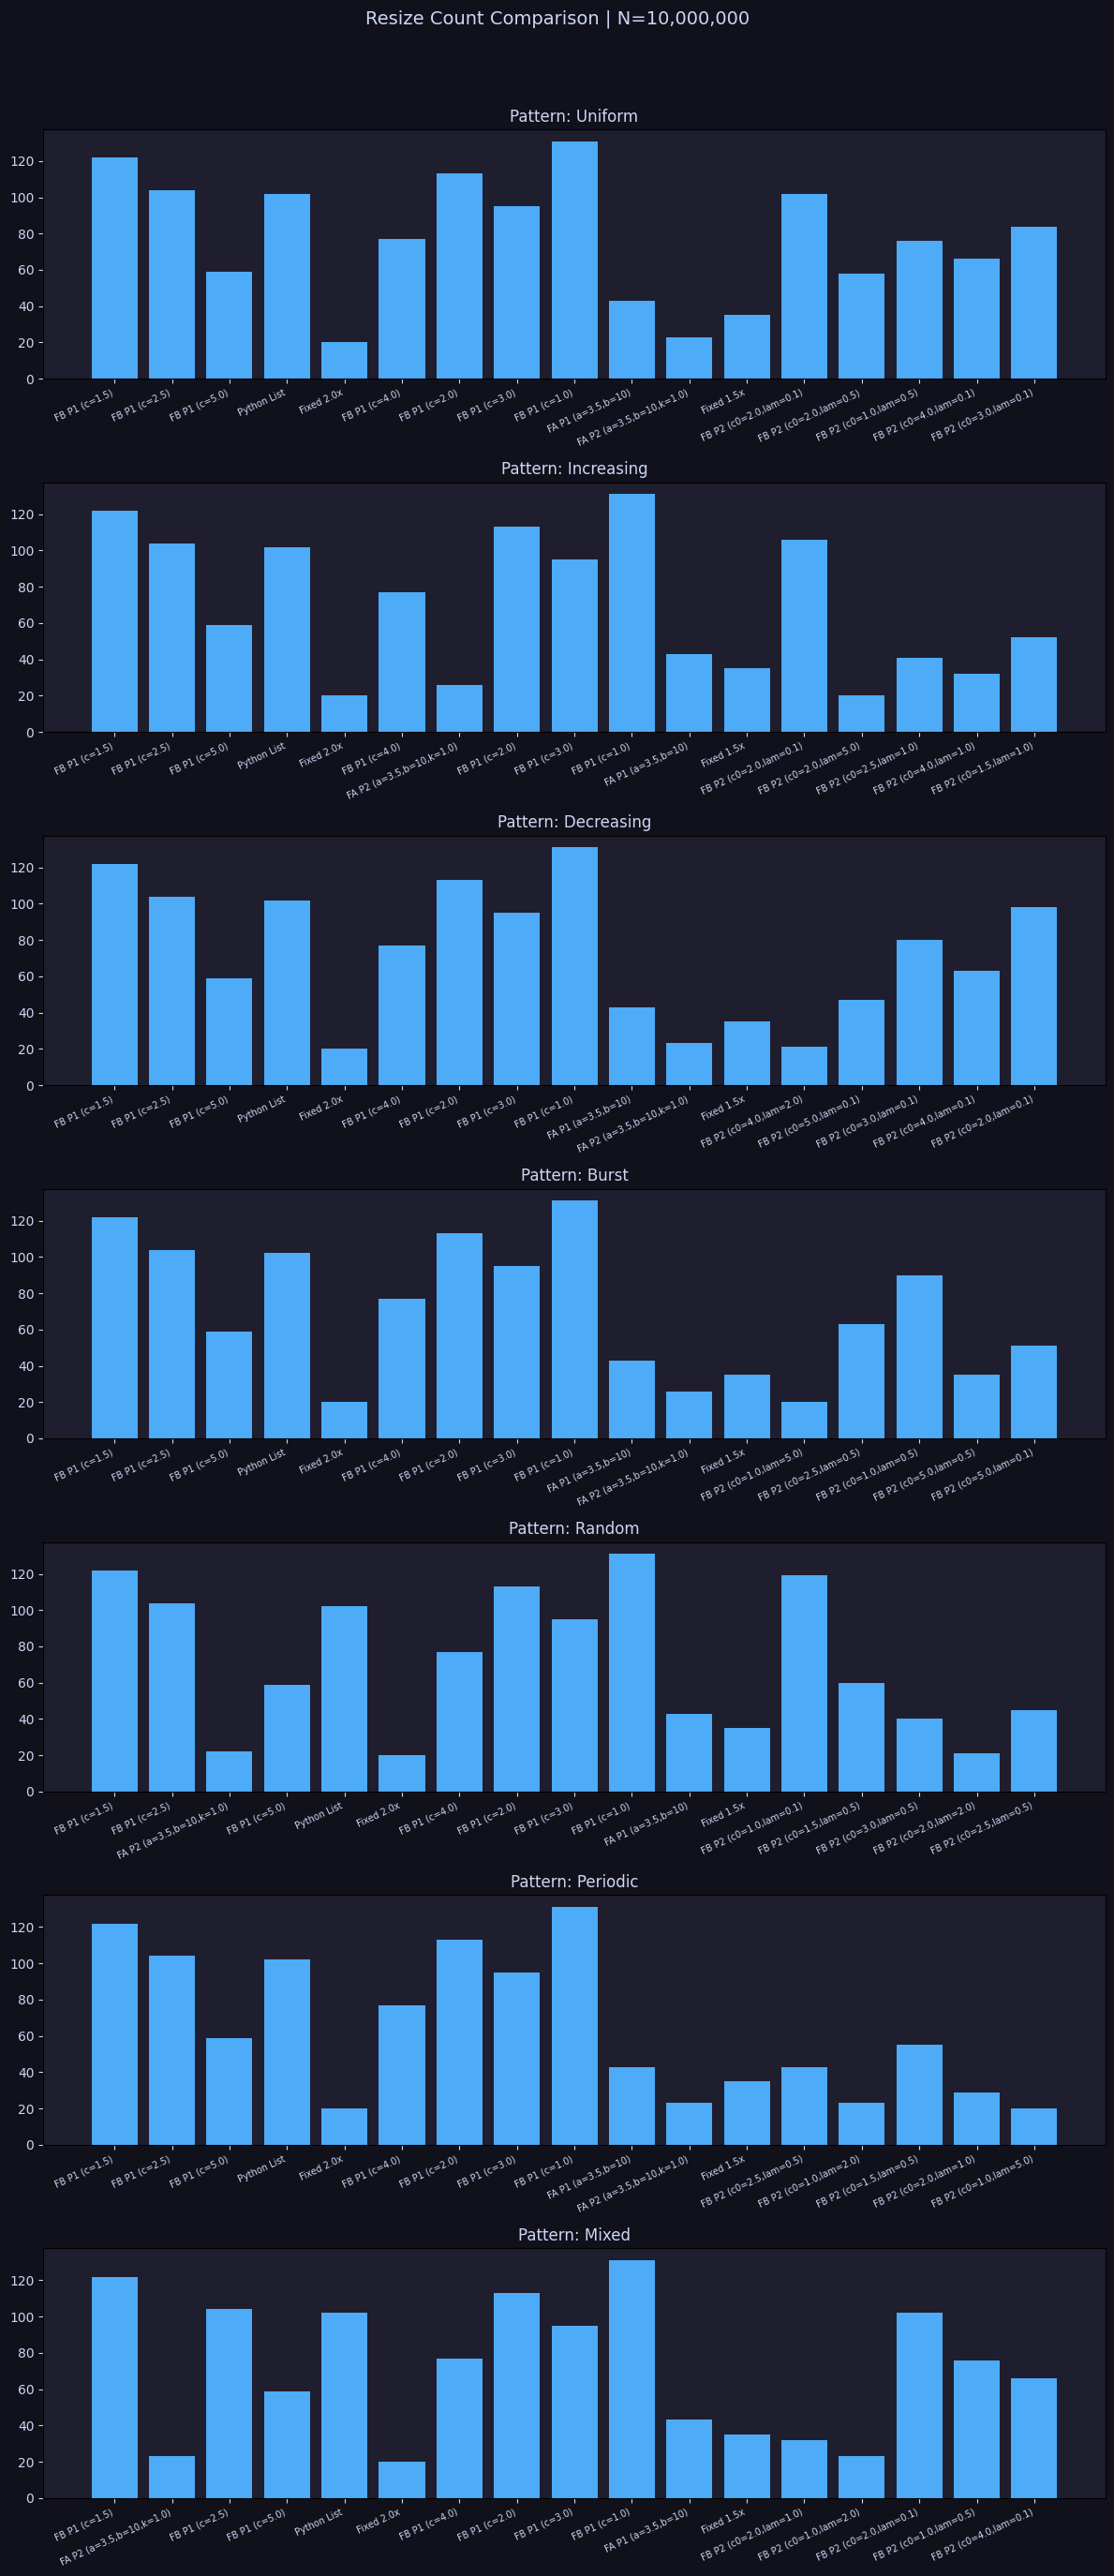 Resize Count Comparison | N=10,000,000
Pattern: Uniform
120
100
80
60
40
20
0
FB P1 (c=1.5)
FB P1 (c=2.5)
FB P1 (c=5.0)
Python List
Fixed 2.0x
FB P1 (c=4.0)
FB P1 (c=2.0)
FB P1 (c=3.0)
FB P1 (c=1.0)
FA P1 (a=3.5,b=10)
FA P2 (a=3.5,b=10,k=1.0)
Fixed 1.5x
FB P2 (c0=2.0,lam=0.1)
FB P2 (c0=2.0,lam=0.5)
FB P2 (c0=1.0,lam=0.5)
FB P2 (c0=4.0,lam=0.1)
FB P2 (c0=3.0,lam=0.1)
Pattern: Increasing
120
100
80
60
40
20
0
FB P1 (c=1.5)
FB P1 (c=2.5)
FB P1 (c=5.0)
Python List
Fixed 2.0x
FB P1 (c=4.0)
FA P2 (a=3.5,b=10,k=1.0)
FB P1 (c=2.0)
FB P1 (c=3.0)
FB P1 (c=1.0)
FA P1 (a=3.5,b=10)
Fixed 1.5x
FB P2 (c0=2.0,lam=0.1)
FB P2 (c0=2.0,lam=5.0)
FB P2 (c0=2.5,lam=1.0)
FB P2 (c0=4.0,lam=1.0)
FB P2 (c0=1.5,lam=1.0)
Pattern: Decreasing
120
100
80
60
40
20
0
FB P1 (c=1.5)
FB P1 (c=2.5)
FB P1 (c=5.0)
Python List
Fixed 2.0x
FB P1 (c=4.0)
FB P1 (c=2.0)
FB P1 (c=3.0)
FB P1 (c=1.0)
FA P1 (a=3.5,b=10)
FA P2 (a=3.5,b=10,k=1.0)
Fixed 1.5x
FB P2 (c0=4.0,lam=2.0)
FB P2 (c0=5.0,lam=0.1)
FB P2 (c0=3.0,lam=0.1)
FB P2 (c0=4.0,lam=0.1)
FB P2 (c0=2.0,lam=0.1)
Pattern: Burst
120
100
80
60
40
20
0
FB P1 (c=1.5)
FB P1 (c=2.5)
FB P1 (c=5.0)
Python List
Fixed 2.0x
FB P1 (c=4.0)
FB P1 (c=2.0)
FB P1 (c=3.0)
FB P1 (c=1.0)
FA P1 (a=3.5,b=10)
FA P2 (a=3.5,b=10,k=1.0)
Fixed 1.5x
FB P2 (c0=1.0,lam=5.0)
FB P2 (c0=2.5,lam=0.5)
FB P2 (c0=1.0,lam=0.5)
FB P2 (c0=5.0,lam=0.5)
FB P2 (c0=5.0,lam=0.1)
Pattern: Random
120
100
80
60
40
20
0
FB P1 (c=1.5)
FB P1 (c=2.5)
FA P2 (a=3.5,b=10,k=1.0)
FB P1 (c=5.0)
Python List
Fixed 2.0x
FB P1 (c=4.0)
FB P1 (c=2.0)
FB P1 (c=3.0)
FB P1 (c=1.0)
FA P1 (a=3.5,b=10)
Fixed 1.5x
FB P2 (c0=1.0,lam=0.1)
FB P2 (c0=1.5,lam=0.5)
FB P2 (c0=3.0,lam=0.5)
FB P2 (c0=2.0,lam=2.0)
FB P2 (c0=2.5,lam=0.5)
Pattern: Periodic
120
100
80
60
40
20
0
FB P1 (c=1.5)
FB P1 (c=2.5)
FB P1 (c=5.0)
Python List
Fixed 2.0x
FB P1 (c=4.0)
FB P1 (c=2.0)
FB P1 (c=3.0)
FB P1 (c=1.0)
FA P1 (a=3.5,b=10)
FA P2 (a=3.5,b=10,k=1.0)
Fixed 1.5x
FB P2 (c0=2.5,lam=0.5)
FB P2 (c0=1.0,lam=2.0)
FB P2 (c0=1.5,lam=0.5)
FB P2 (c0=2.0,lam=1.0)
FB P2 (c0=1.0,lam=5.0)
Pattern: Mixed
120
100
80
60
40
20
0
FB P1 (c=1.5)
FA P2 (a=3.5,b=10,k=1.0)
FB P1 (c=2.5)
FB P1 (c=5.0)
Python List
Fixed 2.0x
FB P1 (c=4.0)
FB P1 (c=2.0)
FB P1 (c=3.0)
FB P1 (c=1.0)
FA P1 (a=3.5,b=10)
Fixed 1.5x
FB P2 (c0=2.0,lam=1.0)
FB P2 (c0=1.0,lam=2.0)
FB P2 (c0=2.0,lam=0.1)
FB P2 (c0=1.0,lam=0.5)
FB P2 (c0=4.0,lam=0.1)